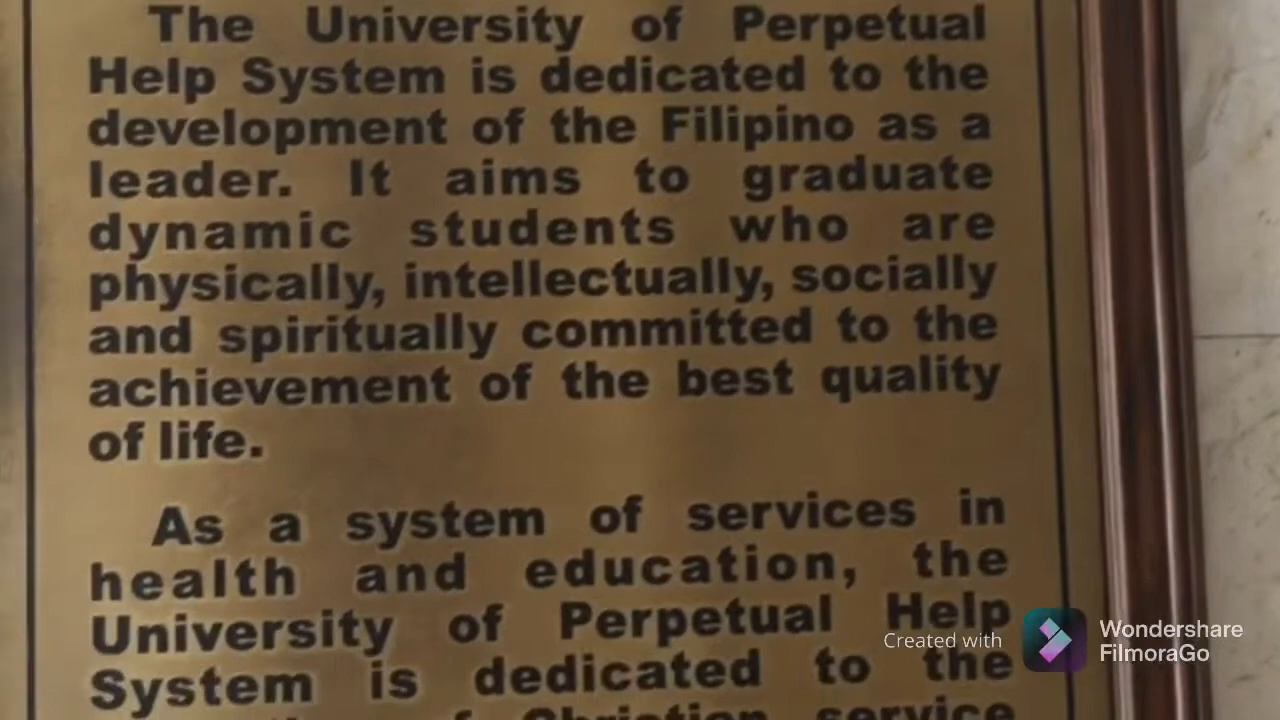 The University of Perpetual
Help System is dedicated to the
development of the Filipino as a
leader. It aims to graduate
dynamic students who are
physically, intellectually, socially
and spiritually committed to the
achievement of the best quality
of life.
As a system of services in
health and education, the
University of Perpetual Help
System is dedicated to the
Christian service
Created with
Wondershare
FilmoraGo